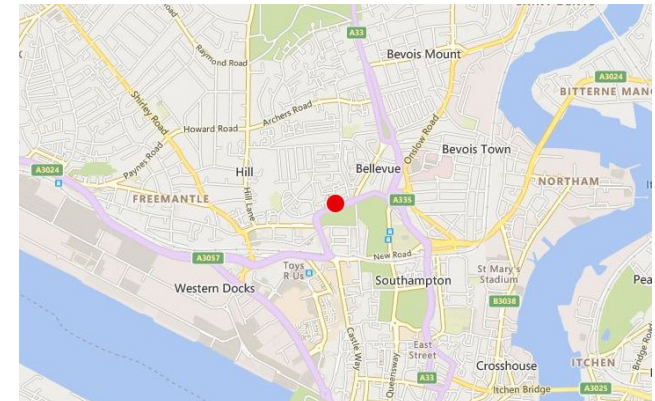 A33
Bevois Mount
Raymond Road
A3024
BITTERNE MAN
Shirley Road
Archers Road
Howard Road
Onslow Road
Bevois Town
Paynes Road
Hill
Bellevue
A3024
NORTHAM
FREEMANTLE
Hill Lane
A335
A3057
Toys
R Us
New Road
St Mary's
Stadium
Pea
Western Docks
Southampton
B3038
Castle Way
Queensway
East
Street
Bridge Road
Crosshouse
ITCHEN
A33
Itchen Bridge
A3025